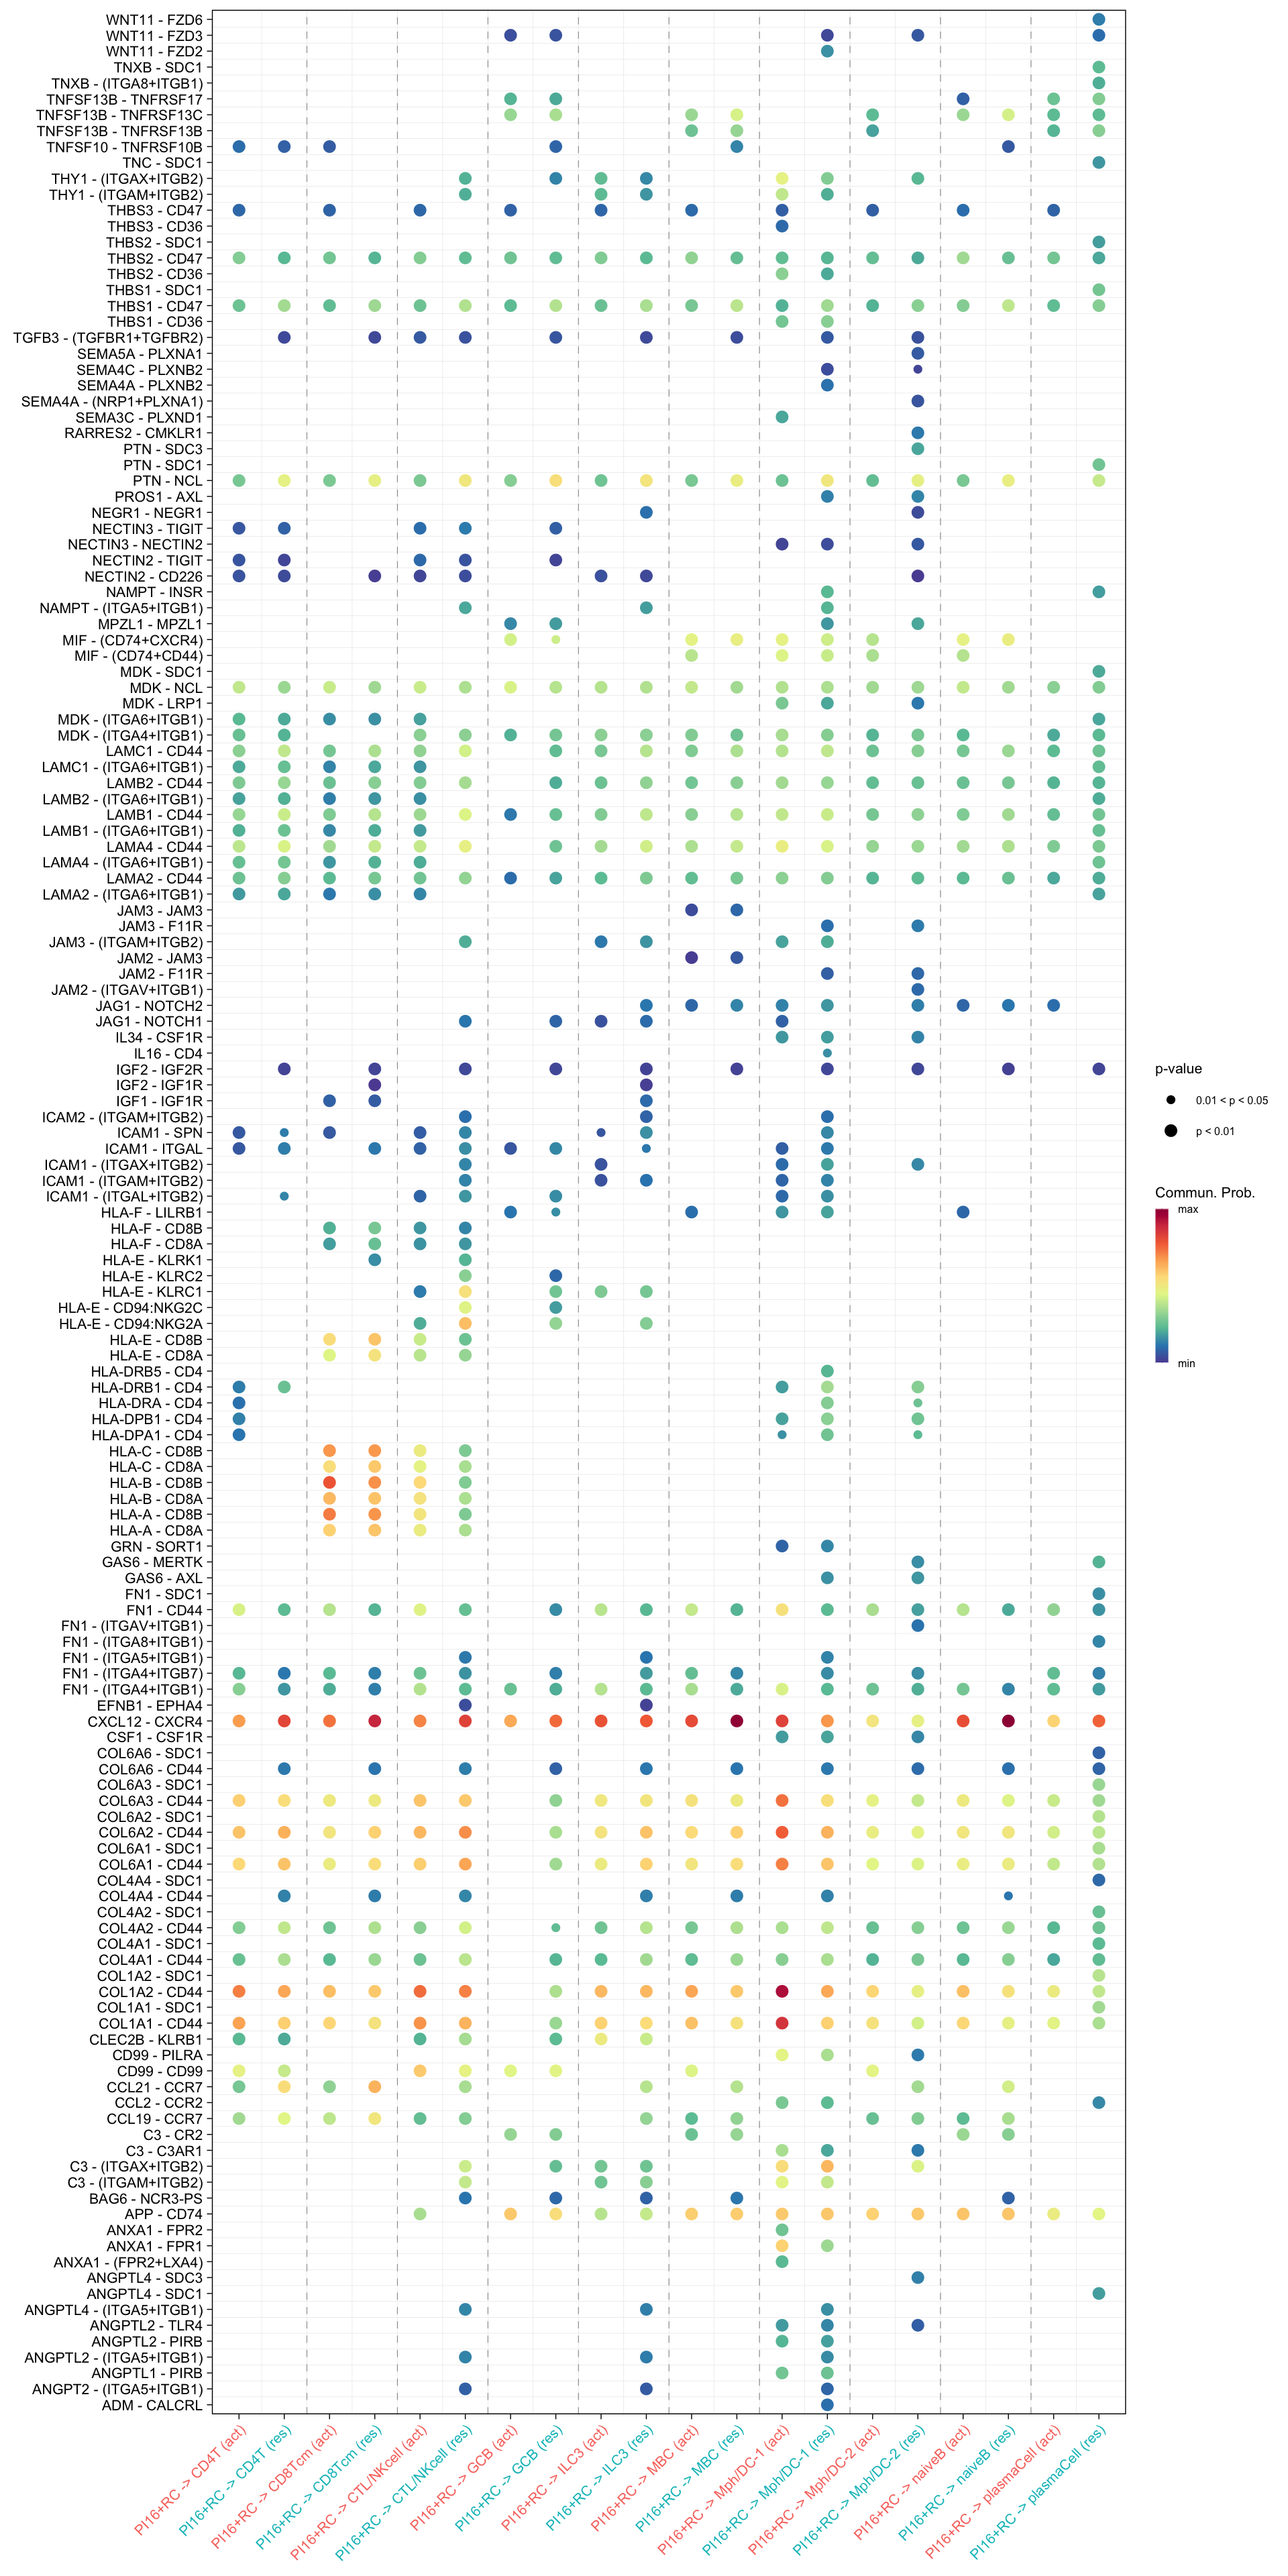 WNT11 - FZD6
WNT11 - FZD3
WNT11 - FZD2
TNXB - SDC1
TNXB - (ITGA8+ITGB1)
TNFSF13B - TNFRSF17
TNFSF13B - TNFRSF13C
TNFSF13B - TNFRSF13B
TNFSF10 - TNFRSF10B
TNC - SDC1
THY1 - (ITGAX+ITGB2)
THY1 - (ITGAM+ITGB2)
THBS3 - CD47
THBS3 - CD36
THBS2 - SDC1
THBS2 - CD47
THBS2 - CD36
THBS1 - SDC1
THBS1 - CD47
THBS1 - CD36
TGFB3 - (TGFBR1+TGFBR2)
SEMA5A - PLXNA1
SEMA4C - PLXNB2
SEMA4A - PLXNB2
SEMA4A - (NRP1+PLXNA1)
SEMA3C - PLXND1
RARRES2 - CMKLR1
PTN - SDC3
PTN - SDC1
PTN - NCL
PROS1 - AXL
NEGR1 - NEGR1
NECTIN3 - TIGIT
NECTIN3 - NECTIN2
NECTIN2 - TIGIT
NECTIN2 - CD226
NAMPT - INSR
NAMPT - (ITGA5+ITGB1)
MPZL1 - MPZL1
MIF - (CD74+CXCR4)
MIF - (CD74+CD44)
MDK - SDC1
MDK - NCL
MDK - LRP1
MDK - (ITGA6+ITGB1)
MDK - (ITGA4+ITGB1)
LAMC1 - CD44
LAMC1 - (ITGA6+ITGB1)
LAMB2 - CD44
LAMB2 - (ITGA6+ITGB1)
LAMB1 - CD44
LAMB1 - (ITGA6+ITGB1)
LAMA4 - CD44
LAMA4 - (ITGA6+ITGB1)
LAMA2 - CD44
LAMA2 - (ITGA6+ITGB1)
JAM3 - JAM3
JAM3 - F11R
JAM3 - (ITGAM+ITGB2)
JAM2 - JAM3
JAM2 - F11R
JAM2 - (ITGAV+ITGB1)
JAG1 - NOTCH2
JAG1 - NOTCH1
IL34 - CSF1R
IL16 - CD4
IGF2 - IGF2R
IGF2 - IGF1R
IGF1 - IGF1R
ICAM2 - (ITGAM+ITGB2)
ICAM1 - SPN
ICAM1 - ITGAL
ICAM1 - (ITGAX+ITGB2)
ICAM1 - (ITGAM+ITGB2)
ICAM1 - (ITGAL+ITGB2)
HLA-F - LILRB1
HLA-F - CD8B
HLA-F - CD8A
HLA-E - KLRK1
HLA-E - KLRC2
HLA-E - KLRC1
HLA-E - CD94:NKG2C
HLA-E - CD94:NKG2A
HLA-E - CD8B
HLA-E - CD8A
HLA-DRB5 - CD4
HLA-DRB1 - CD4
HLA-DRA - CD4
HLA-DPB1 - CD4
HLA-DPA1 - CD4
HLA-C - CD8B
HLA-C - CD8A
HLA-B - CD8B
HLA-B - CD8A
HLA-A - CD8B
HLA-A - CD8A
GRN - SORT1
GAS6 - MERTK
GAS6 - AXL
FN1 - SDC1
FN1 - CD44
FN1 - (ITGAV+ITGB1)
FN1 - (ITGA8+ITGB1)
FN1 - (ITGA5+ITGB1)
FN1 - (ITGA4+ITGB7)
FN1 - (ITGA4+ITGB1)
EFNB1 - EPHA4
CXCL12 - CXCR4
CSF1 - CSF1R
COL6A6 - SDC1
COL6A6 - CD44
COL6A3 - SDC1
COL6A3 - CD44
COL6A2 - SDC1
COL6A2 - CD44
COL6A1 - SDC1
COL6A1 - CD44
COL4A4 - SDC1
COL4A4 - CD44
COL4A2 - SDC1
COL4A2 - CD44
COL4A1 - SDC1
COL4A1 - CD44
COL1A2 - SDC1
COL1A2 - CD44
COL1A1 - SDC1
COL1A1 - CD44
CLEC2B - KLRB1
CD99 - PILRA
CD99 - CD99
CCL21 - CCR7
CCL2 - CCR2
CCL19 - CCR7
C3 - CR2
C3 - C3AR1
C3 - (ITGAX+ITGB2)
C3 - (ITGAM+ITGB2)
BAG6 - NCR3-PS
APP - CD74
ANXA1 - FPR2
ANXA1 - FPR1
ANXA1 - (FPR2+LXA4)
ANGPTL4 - SDC3
ANGPTL4 - SDC1
ANGPTL4 - (ITGA5+ITGB1)
ANGPTL2 - TLR4
ANGPTL2 - PIRB
ANGPTL2 - (ITGA5+ITGB1)
ANGPTL1 - PIRB
ANGPT2 - (ITGA5+ITGB1)
ADM - CALCRL
PI16+RC -> CD4T (act)
PI16+RC -> CD4T (res)
PI16+RC -> CD8Tcm (act)
PI16+RC -> CD8Tcm (res)
PI16+RC -> CTL/NKcell (act)
PI16+RC -> CTL/NKcell (res)
PI16+RC -> GCB (act)
PI16+RC -> GCB (res)
PI16+RC -> ILC3 (act)
PI16+RC -> ILC3 (res)
PI16+RC -> MBC (act)
PI16+RC -> MBC (res)
PI16+RC -> Mph/DC-1 (act)
PI16+RC -> Mph/DC-1 (res)
PI16+RC -> Mph/DC-2 (act)
PI16+RC -> Mph/DC-2 (res)
PI16+RC -> naiveB (act)
PI16+RC -> naiveB (res)
PI16+RC -> plasmaCell (act)
PI16+RC -> plasmaCell (res)
p-value
0.01 < p < 0.05
p < 0.01
Commun. Prob.
max
min